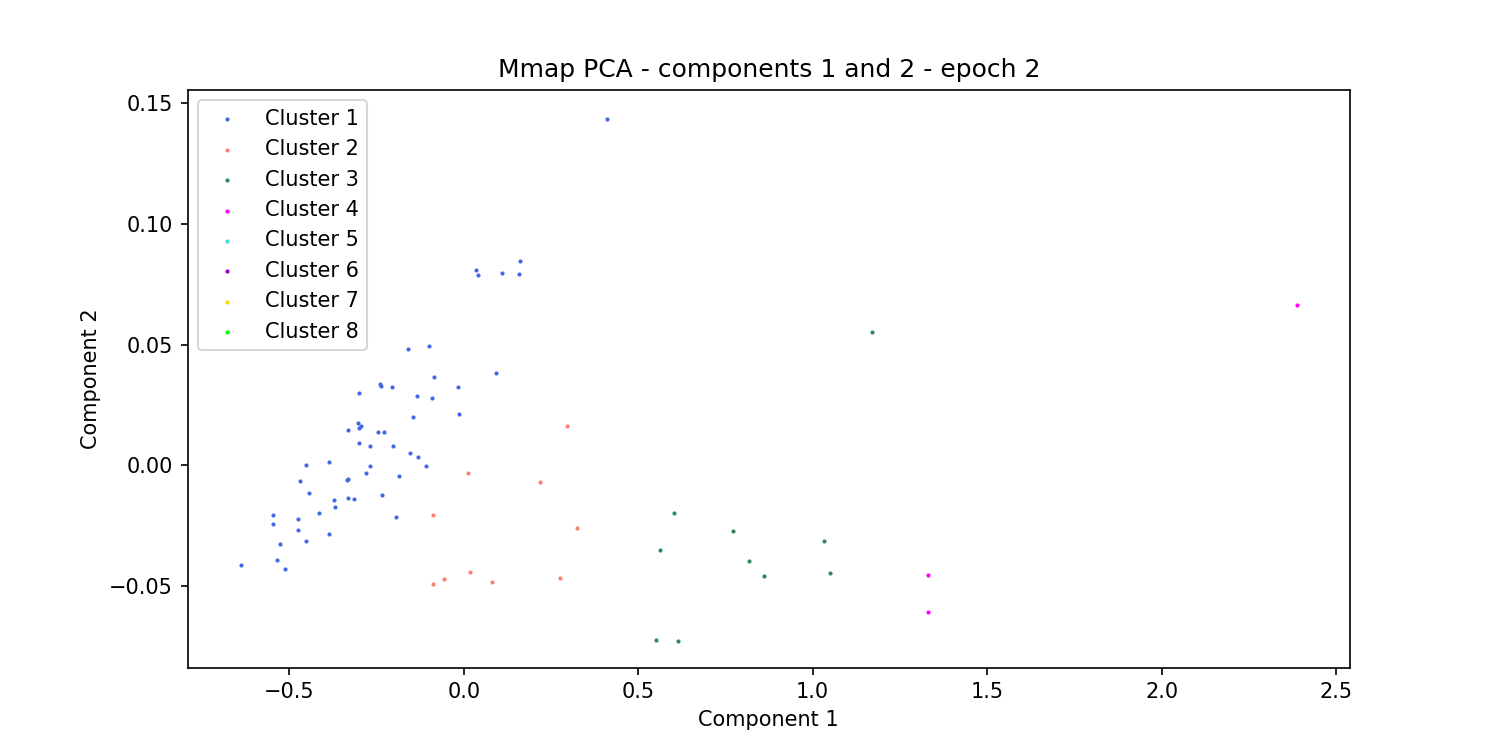 Mmap PCA - components 1 and 2 - epoch 2
Cluster 1
Cluster 2
Cluster 3
Cluster 4
Cluster 5
Cluster 6
Cluster 7
Cluster 8
0.15
0.10
0.05
0.00
−0.05
Component 2
−0.5
0.0
0.5
1.0
1.5
2.0
2.5
Component 1